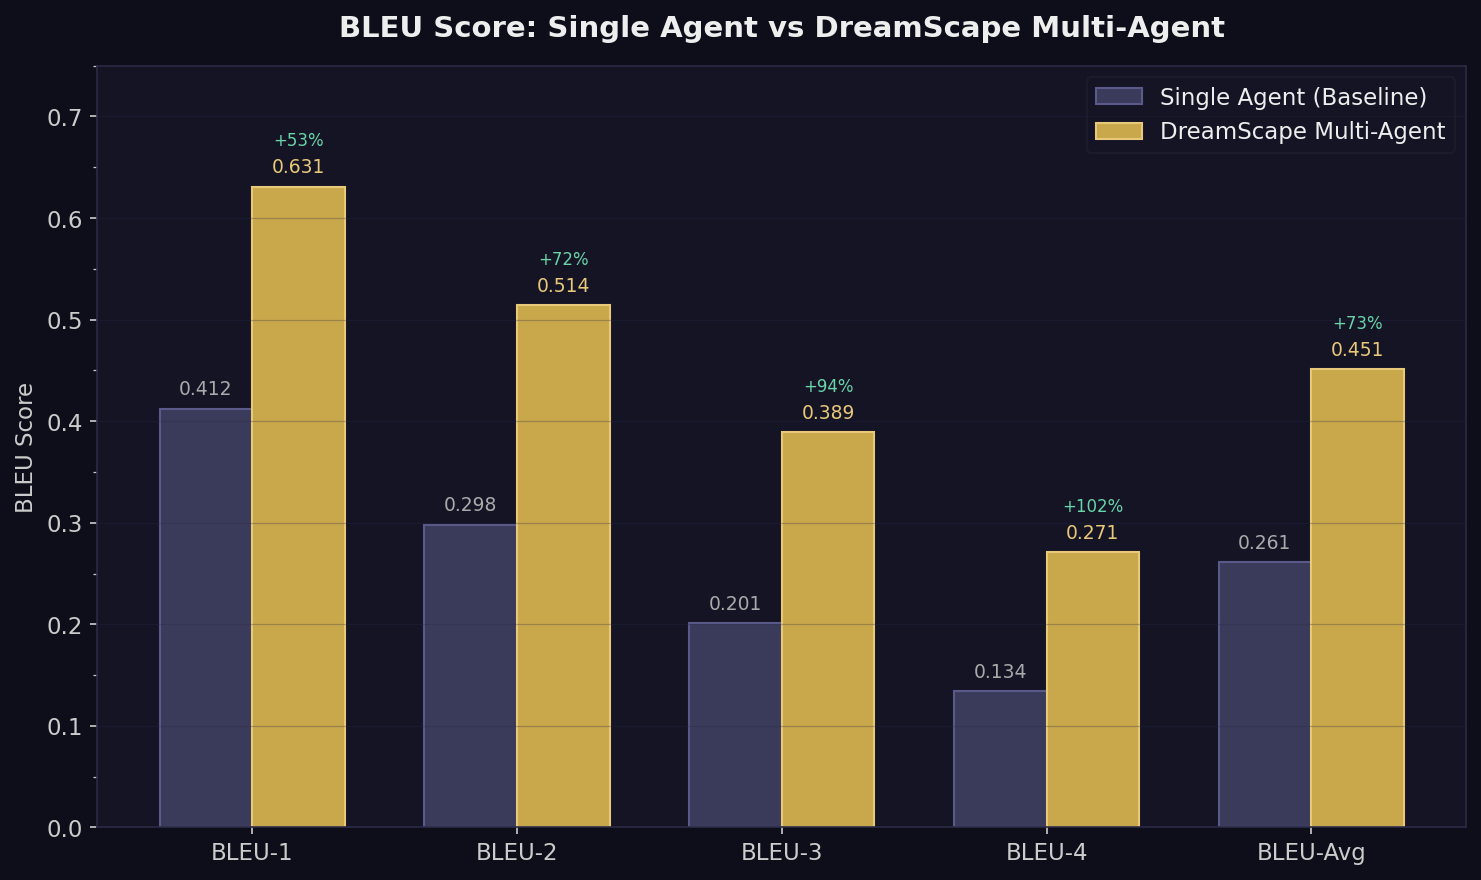 BLEU Score: Single Agent vs DreamScape Multi-Agent
Single Agent (Baseline)
DreamScape Multi-Agent
BLEU Score
0.7
0.6
0.5
0.4
0.3
0.2
0.1
0.0
0.412
+53%
0.631
0.298
+72%
0.514
0.201
+94%
0.389
0.134
+102%
0.271
0.261
+73%
0.451
BLEU-1
BLEU-2
BLEU-3
BLEU-4
BLEU-Avg